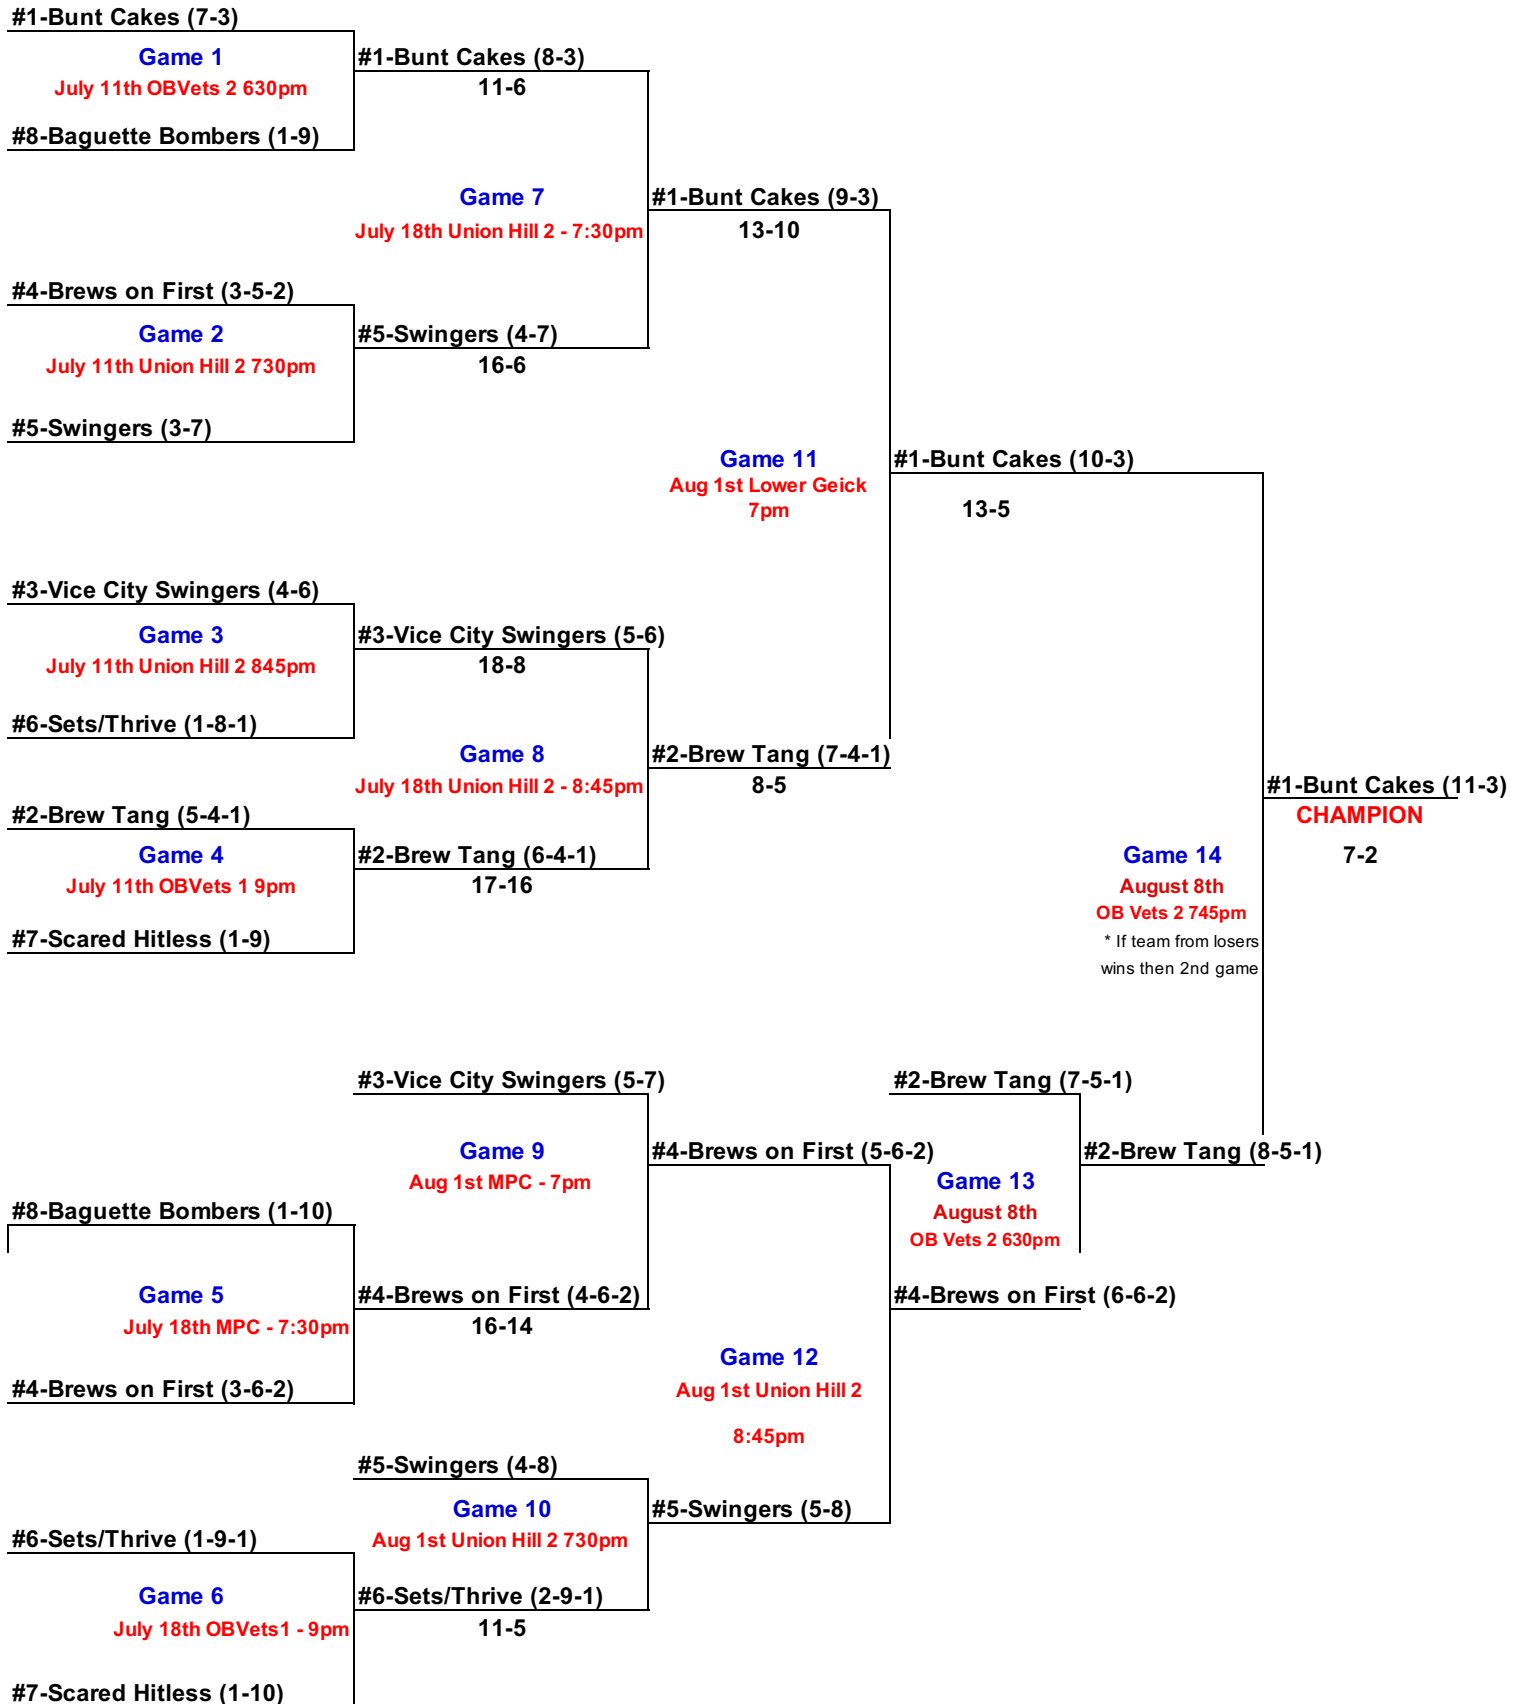 #1-Bunt Cakes (7-3)
Game 1
July 11th OBVets 2 630pm
#1-Bunt Cakes (8-3)
11-6
#8-Baguette Bombers (1-9)
Game 7
July 18th Union Hill 2 - 7:30pm
#1-Bunt Cakes (9-3)
13-10
#4-Brews on First (3-5-2)
Game 2
July 11th Union Hill 2 730pm
#5-Swingers (4-7)
16-6
#5-Swingers (3-7)
Game 11
Aug 1st Lower Geick
7pm
#1-Bunt Cakes (10-3)
13-5
#3-Vice City Swingers (4-6)
Game 3
July 11th Union Hill 2 845pm
#3-Vice City Swingers (5-6)
18-8
#6-Sets/Thrive (1-8-1)
Game 8
July 18th Union Hill 2 - 8:45pm
#2-Brew Tang (7-4-1)
8-5
#1-Bunt Cakes (11-3)
CHAMPION
7-2
#2-Brew Tang (5-4-1)
Game 4
July 11th OBVets 1 9pm
#2-Brew Tang (6-4-1)
17-16
Game 14
August 8th
OB Vets 2 745pm
* If team from losers
wins then 2nd game
#7-Scared Hitless (1-9)
#3-Vice City Swingers (5-7)
#2-Brew Tang (7-5-1)
Game 9
Aug 1st MPC - 7pm
#4-Brews on First (5-6-2)
#2-Brew Tang (8-5-1)
Game 13
August 8th
OB Vets 2 630pm
#8-Baguette Bombers (1-10)
Game 5
July 18th MPC - 7:30pm
#4-Brews on First (4-6-2)
16-14
#4-Brews on First (6-6-2)
#4-Brews on First (3-6-2)
Game 12
Aug 1st Union Hill 2
8:45pm
#5-Swingers (4-8)
Game 10
Aug 1st Union Hill 2 730pm
#5-Swingers (5-8)
#6-Sets/Thrive (1-9-1)
Game 6
July 18th OBVets1 - 9pm
#6-Sets/Thrive (2-9-1)
11-5
#7-Scared Hitless (1-10)